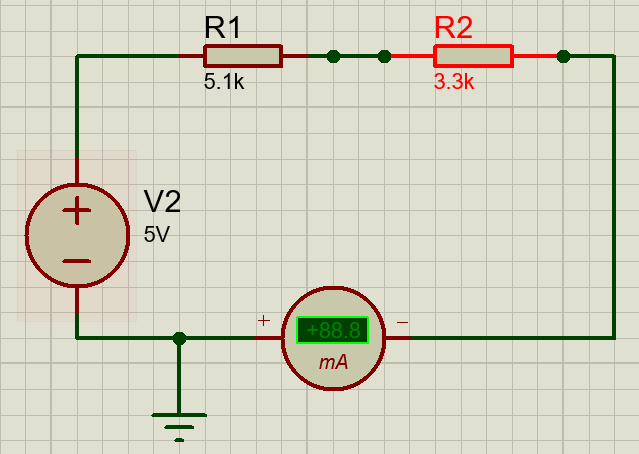 R1
5.1k
R2
3.3k
V2
5V
+
−
+
+88.8
−
mA